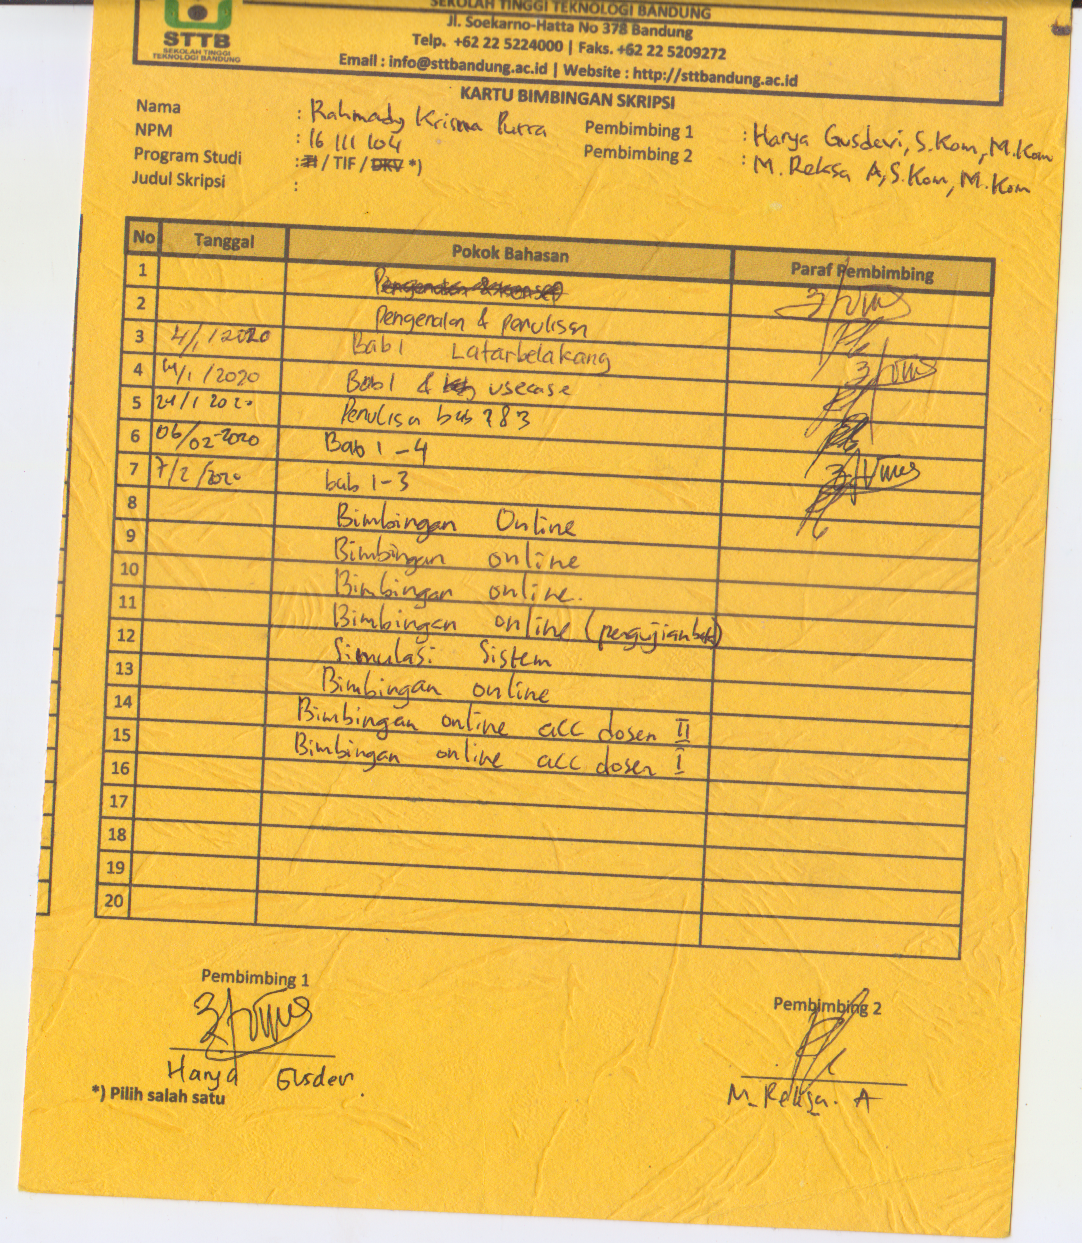 STTB
SEKOLAH TINGGI
TEKNOLOGI BANDUNG
SEKOLAH TINGGI TEKNOLOGI BANDUNG
Jl. Soekarno-Hatta No 378 Bandung
Telp. +62 22 5224000 | Faks. +62 22 5209272
Email : info@sttbandung.ac.id | Website : http://sttbandung.ac.id
KARTU BIMBINGAN SKRIPSI
Nama : Rahmady Krisma Putra
NPM : 16 111 104
Program Studi : TI / TIF / DKV *)
Judul Skripsi :
Pembimbing 1 : Harya Gusdevi, S.Kom, M.Kom
Pembimbing 2 : M. Reksa A, S.Kom, M.Kom
No Tanggal Pokok Bahasan Paraf Pembimbing
1
2 Pengenalan & penulisan
3 4/1/2020 Bab 1 Latarbelakang
4 14/1/2020 Bab 1 & usecase
5 21/1 2020 Penulisa bab 2 & 3
6 06/02-2020 Bab 1 - 4
7 7/2/2020 bab 1-3
8 Bimbingan Online
9 Bimbingan online
10 Bimbingan online.
11 Bimbingan online (pengujian
12 Simulasi Sistem
13 Bimbingan online
14 Bimbingan online acc dosen II
15 Bimbingan online acc dosen I
16
17
18
19
20
Pembimbing 1
Harya Gusdevi
Pembimbing 2
M. Reksa. A
*) Pilih salah satu